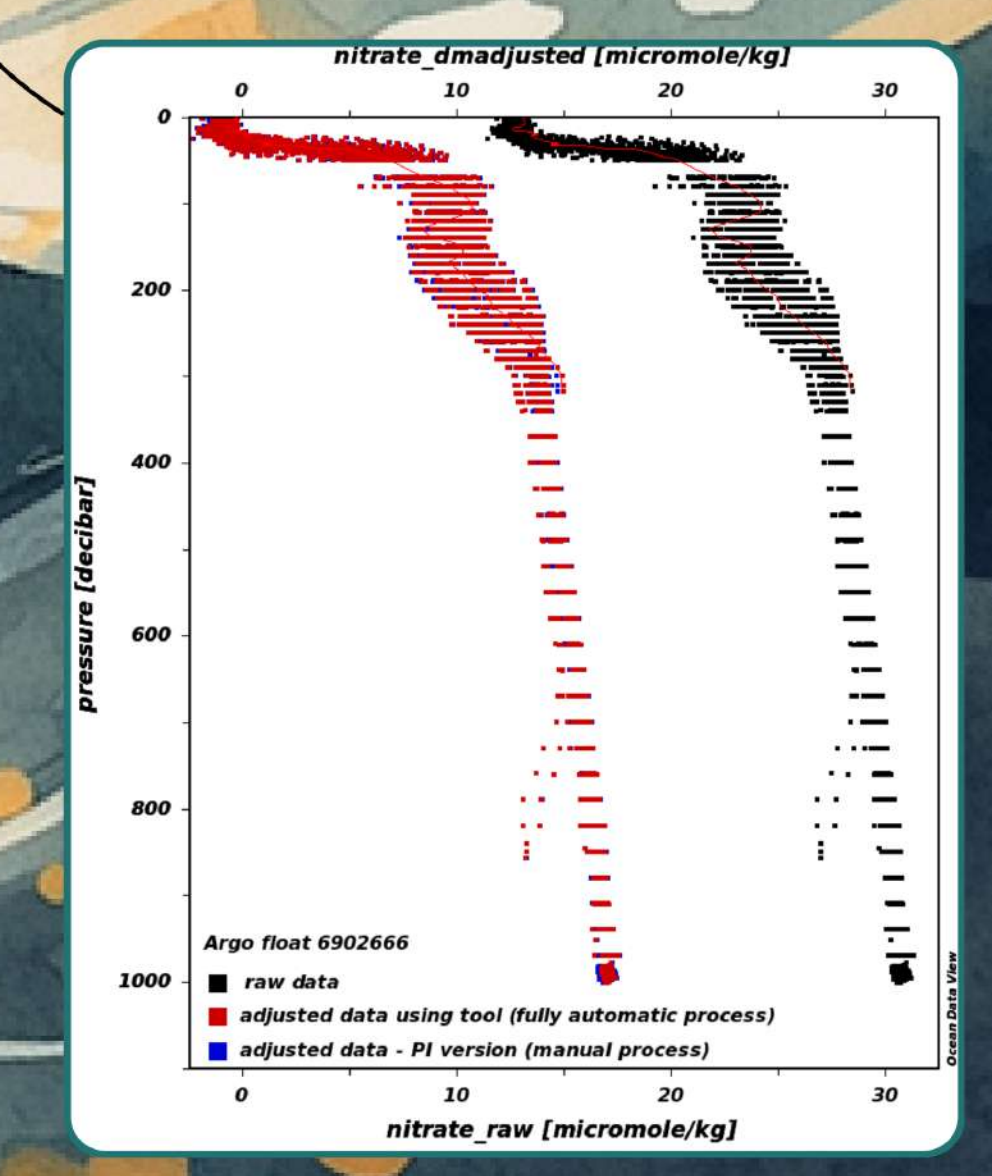 nitrate_dmadjusted [micromole/kg]
0 10 20 30
0
200
400
600
800
1000
pressure [decibar]
Argo float 6902666
raw data
adjusted data using tool (fully automatic process)
adjusted data - PI version (manual process)
Ocean Data View
0 10 20 30
nitrate_raw [micromole/kg]